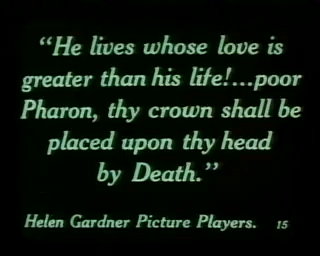 “He lives whose love is
greater than his life!...poor
Pharon, thy crown shall be
placed upon thy head
by Death.”
Helen Gardner Picture Players. 15